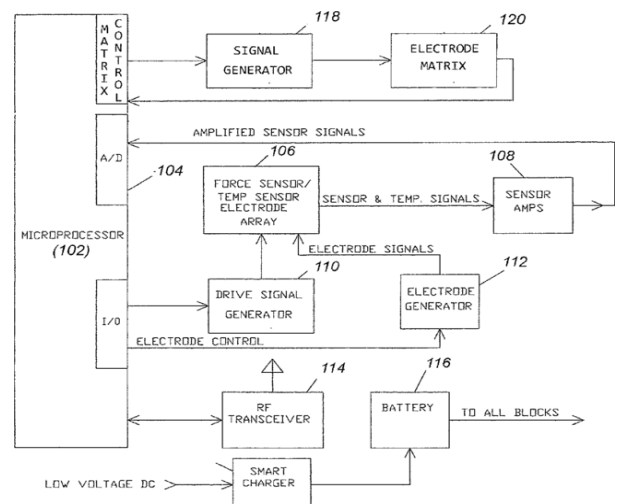 118
120
MATRIX
CONTROL
SIGNAL
GENERATOR
ELECTRODE
MATRIX
AMPLIFIED SENSOR SIGNALS
A/D
104
106
108
FORCE SENSOR/
TEMP SENSOR
ELECTRODE
ARRAY
SENSOR & TEMP. SIGNALS
SENSOR
AMPS
MICROPROCESSOR
(102)
ELECTRODE SIGNALS
110
112
I/O
DRIVE SIGNAL
GENERATOR
ELECTRODE
GENERATOR
ELECTRODE CONTROL
114
116
RF
TRANSCEIVER
BATTERY
TO ALL BLOCKS
LOW VOLTAGE DC
SMART
CHARGER